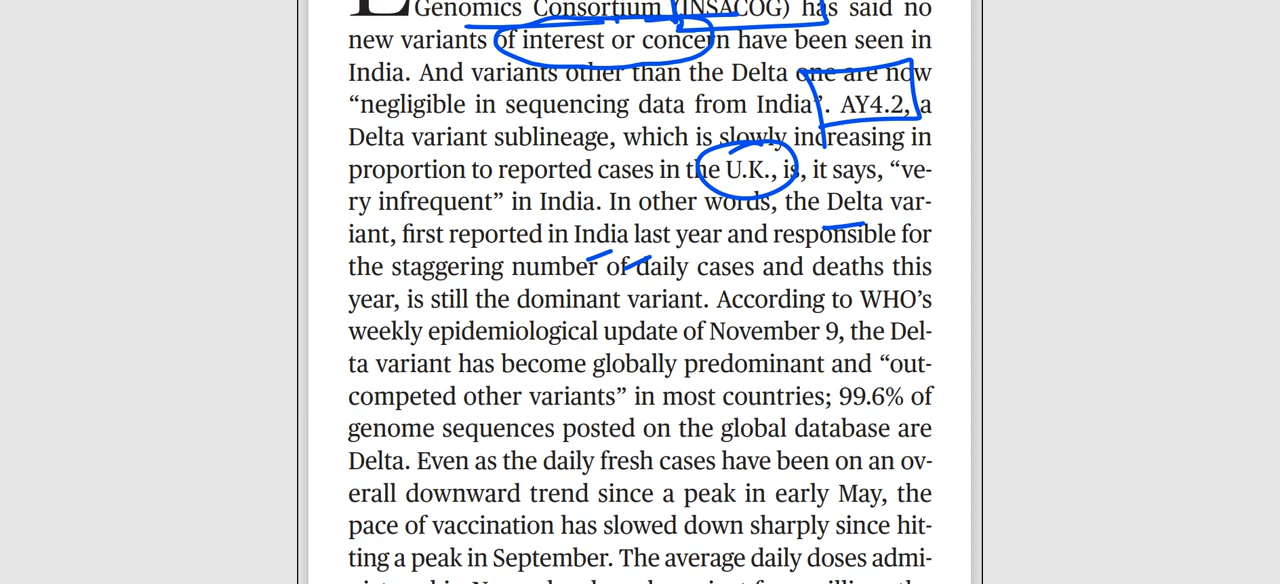 Genomics Consortium (INSACOG) has said no
new variants of interest or concern have been seen in
India. And variants other than the Delta one are now
“negligible in sequencing data from India”. AY4.2, a
Delta variant sublineage, which is slowly increasing in
proportion to reported cases in the U.K., is, it says, “ve-
ry infrequent” in India. In other words, the Delta var-
iant, first reported in India last year and responsible for
the staggering number of daily cases and deaths this
year, is still the dominant variant. According to WHO’s
weekly epidemiological update of November 9, the Del-
ta variant has become globally predominant and “out-
competed other variants” in most countries; 99.6% of
genome sequences posted on the global database are
Delta. Even as the daily fresh cases have been on an ov-
erall downward trend since a peak in early May, the
pace of vaccination has slowed down sharply since hit-
ting a peak in September. The average daily doses admi-